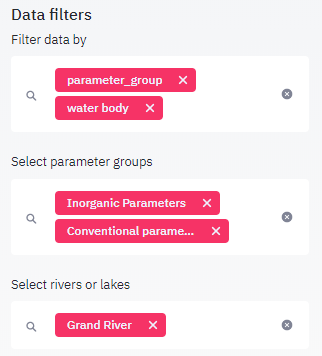 Data filters
Filter data by
parameter_group ×
water body ×
Select parameter groups
Inorganic Parameters ×
Conventional parame... ×
Select rivers or lakes
Grand River ×